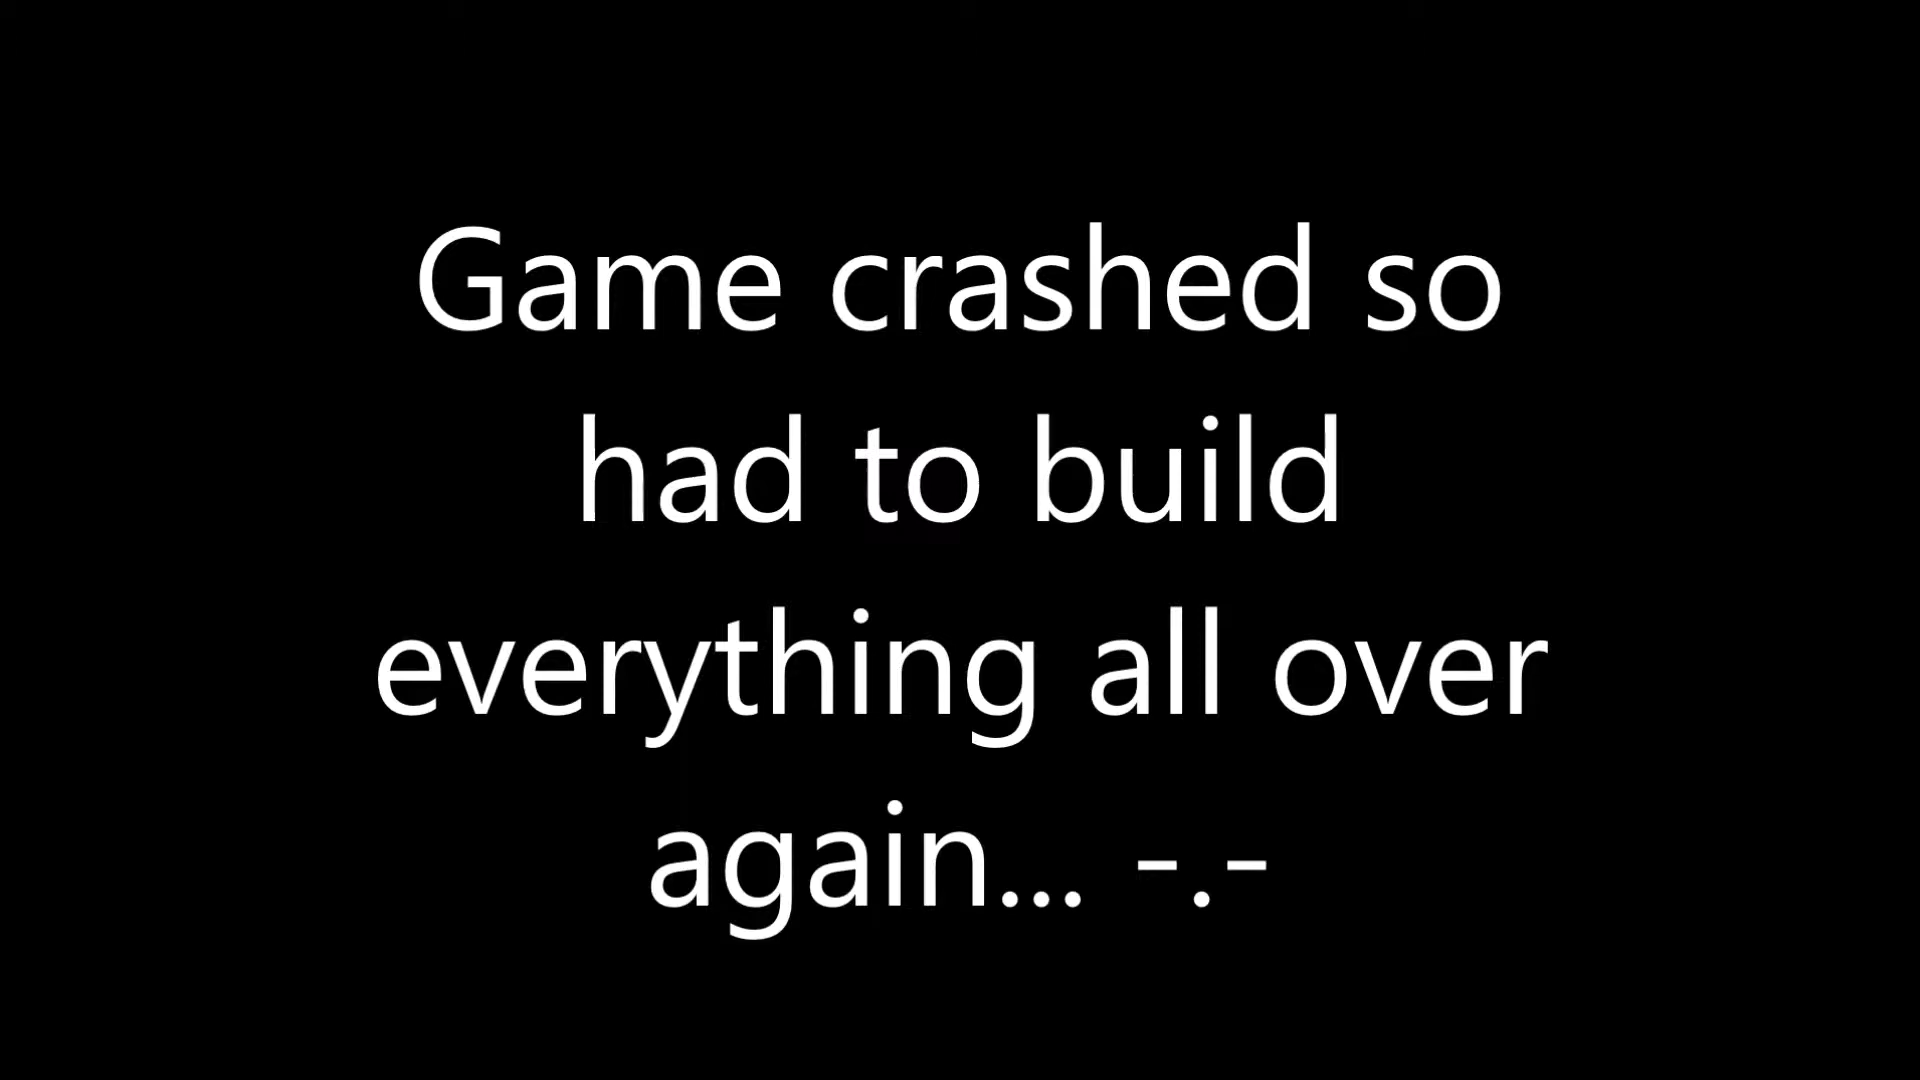 Game crashed so
had to build
everything all over
again... -.-